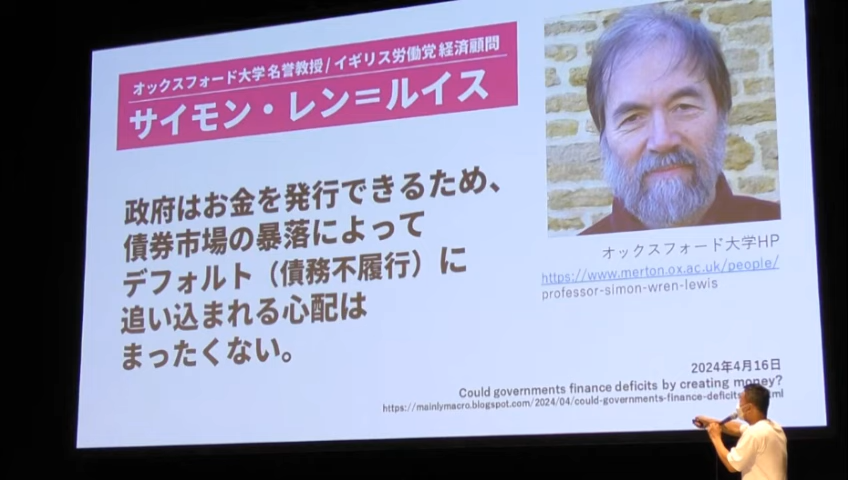 オックスフォード大学 名誉教授 / イギリス労働党 経済顧問
サイモン・レン＝ルイス
政府はお金を発行できるため、
債券市場の暴落によって
デフォルト（債務不履行）に
追い込まれる心配は
まったくない。
オックスフォード大学HP
https://www.merton.ox.ac.uk/people/
professor-simon-wren-lewis
2024年4月16日
Could governments finance deficits by creating money?
https://mainlymacro.blogspot.com/2024/04/could-governments-finance-deficits